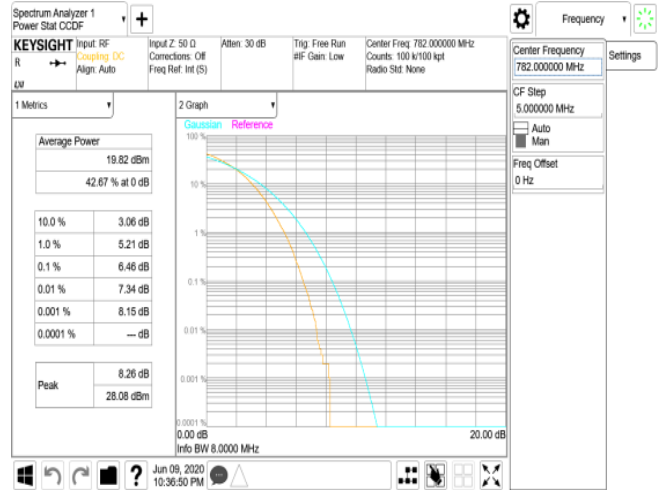 Spectrum Analyzer 1
Power Stat CCDF
Frequency
KEYSIGHT
R
Input: RF
Coupling: DC
Align: Auto
Input Z: 50 Ω
Corrections: Off
Freq Ref: Int (S)
Atten: 30 dB
Trig: Free Run
#IF Gain: Low
Center Freq: 782.000000 MHz
Counts: 100 k/100 kpt
Radio Std: None
Center Frequency
782.000000 MHz
Settings
CF Step
5.000000 MHz
Auto
Man
Freq Offset
0 Hz
1 Metrics
Average Power
19.82 dBm
42.67 % at 0 dB
10.0 % 3.06 dB
1.0 % 5.21 dB
0.1 % 6.46 dB
0.01 % 7.34 dB
0.001 % 8.15 dB
0.0001 % --- dB
Peak
8.26 dB
28.08 dBm
2 Graph
Gaussian Reference
100 %
10 %
1 %
0.1 %
0.01 %
0.001 %
0.0001 %
0.00 dB 20.00 dB
Info BW 8.0000 MHz
Jun 09, 2020
10:36:50 PM